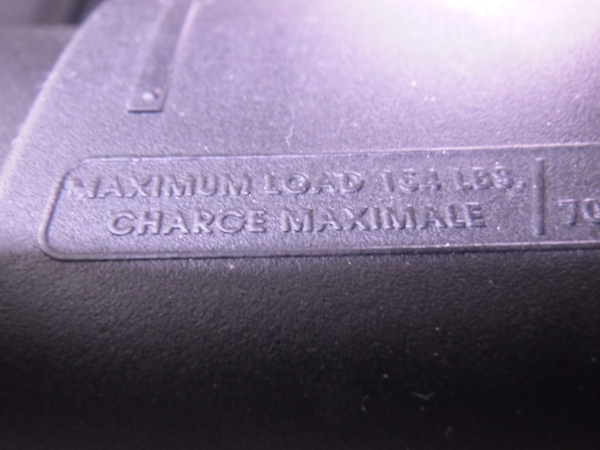 MAXIMUM LOAD 154 LBS.
CHARGE MAXIMALE | 70